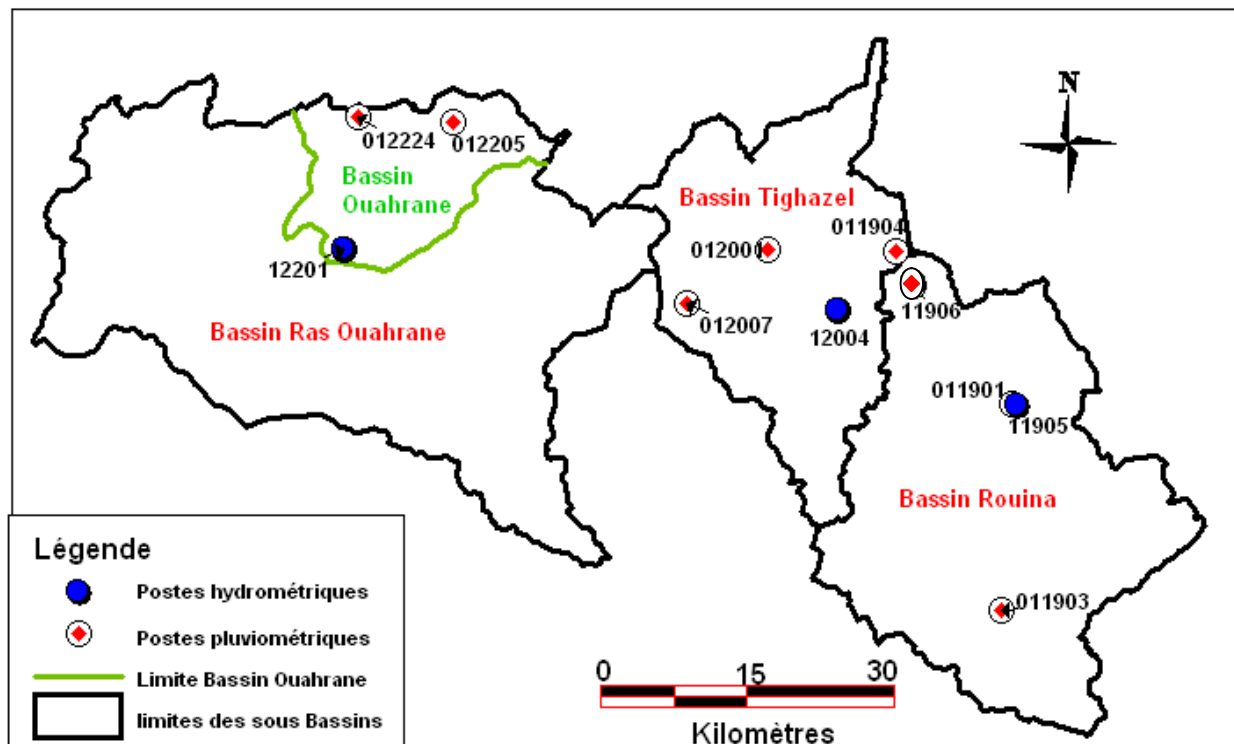 N
012224
012205
Bassin
Ouahrane
Bassin Tighazel
011904
012001
12201
11906
012007
12004
Bassin Ras Ouahrane
011901
11905
Bassin Rouina
Légende
Postes hydrométriques
011903
Postes pluviométriques
0 15 30
Limite Bassin Ouahrane
limites des sous Bassins
Kilomètres